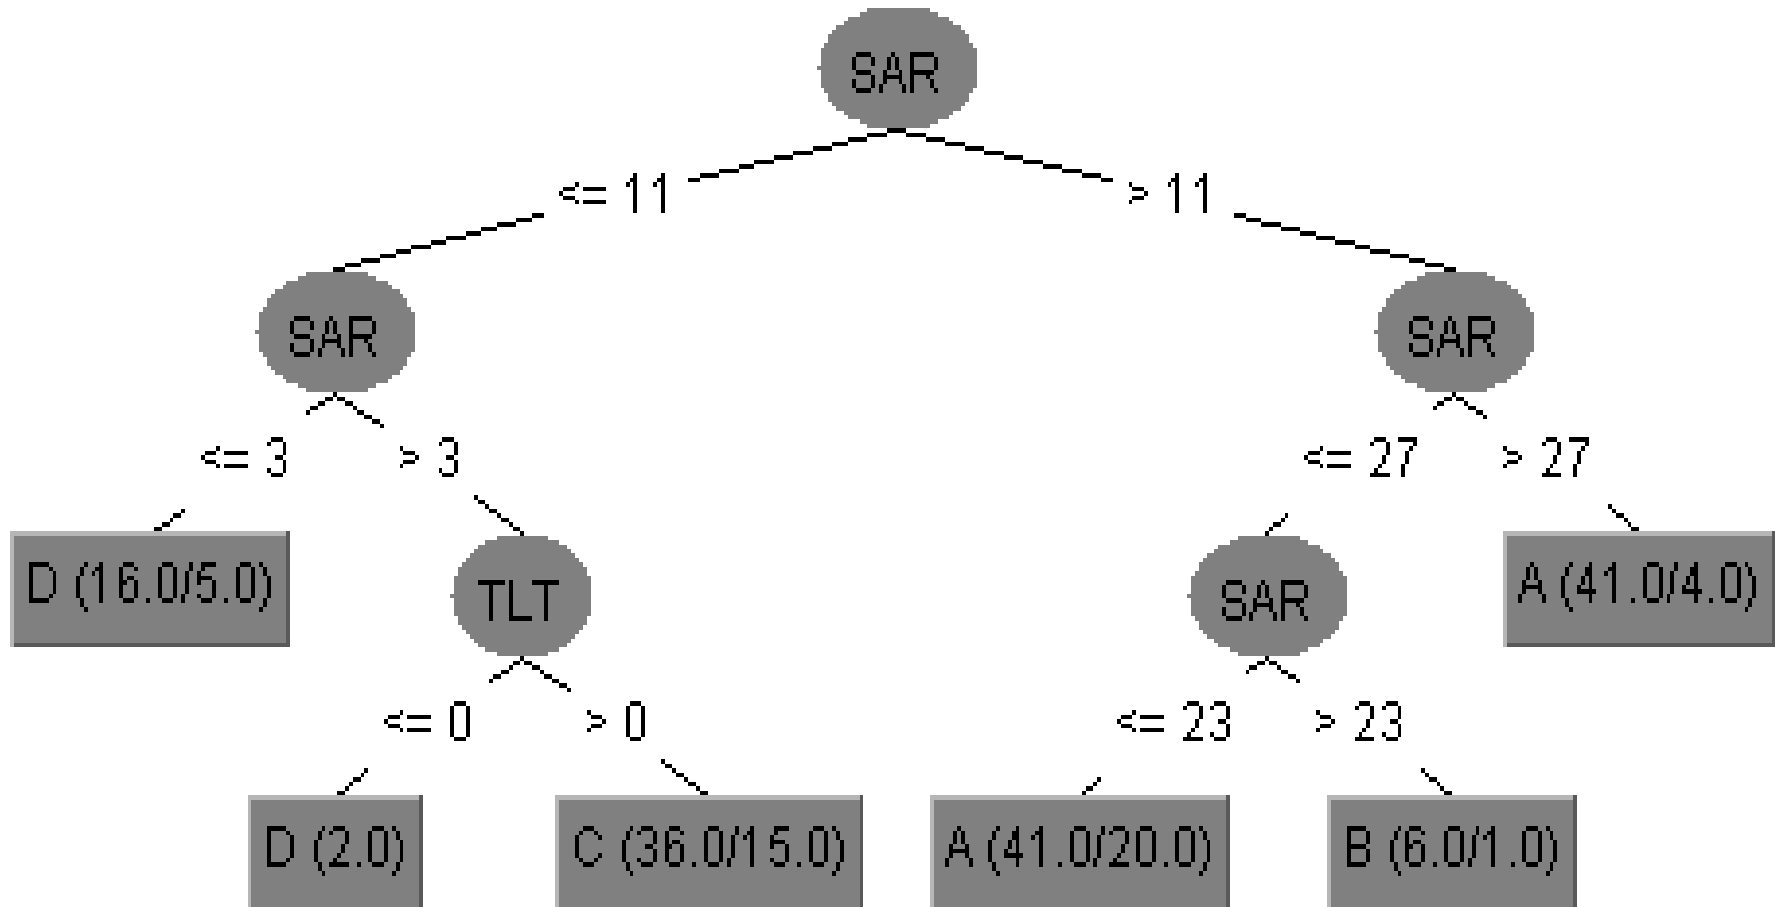 SAR
<= 11
> 11
SAR
SAR
<= 3
> 3
<= 27
> 27
D (16.0/5.0)
TLT
SAR
A (41.0/4.0)
<= 0
> 0
<= 23
> 23
D (2.0)
C (36.0/15.0)
A (41.0/20.0)
B (6.0/1.0)